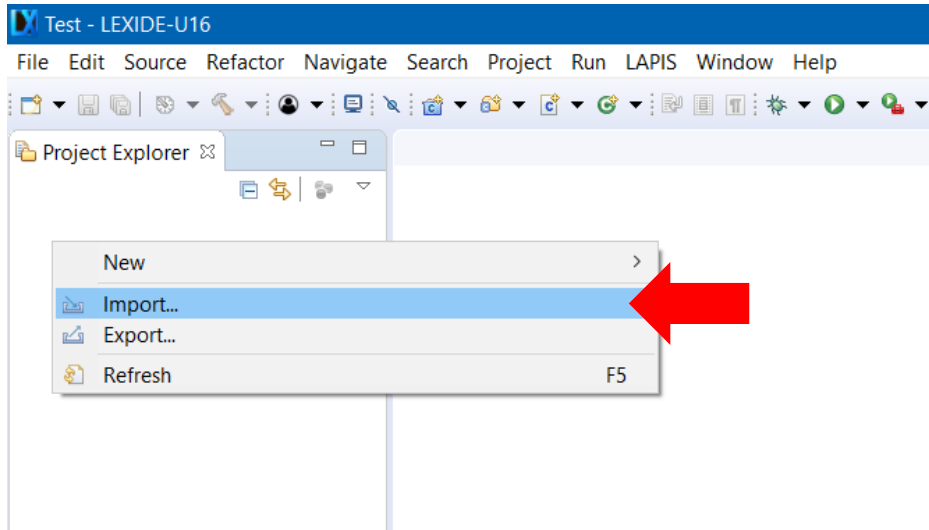 Test - LEXIDE-U16
File Edit Source Refactor Navigate Search Project Run LAPIS Window Help
Project Explorer
New
Import...
Export...
Refresh F5